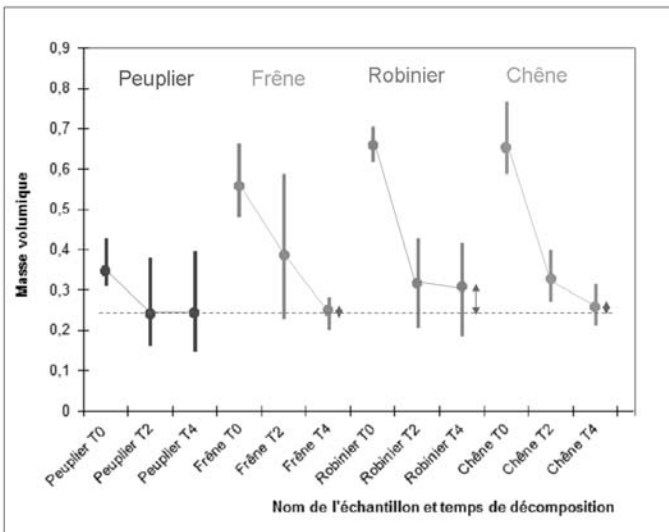 0,9
0,8
0,7
0,6
0,5
0,4
0,3
0,2
0,1
0
Masse volumique
Peuplier
Frêne
Robinier
Chêne
Peuplier T0
Peuplier T2
Peuplier T4
Frêne T0
Frêne T2
Frêne T4
Robinier T0
Robinier T2
Robinier T4
Chêne T0
Chêne T2
Chêne T4
Nom de l'échantillon et temps de décomposition